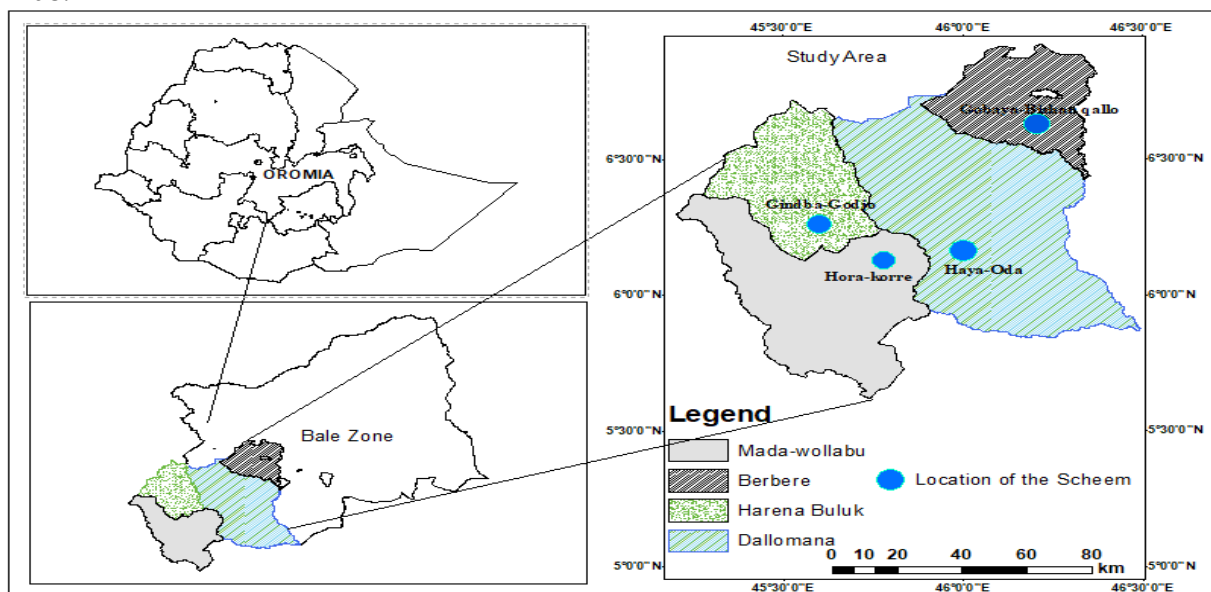 45°30'0" E
46°0'0" E
46°30'0" E
Study Area
OROMIA
Gobaya-Bishan qallo
6°30'0" N
6°30'0" N
Gindba-Godjo
Hora-korre
Haya-Oda
6°0'0" N
6°0'0" N
Bale Zone
Legend
5°30'0" N
5°30'0" N
Mada-wollabu
Berbere
Location of the Scheem
Harena Buluk
Dallomana
0 10 20 40 60 80
km
5°0'0" N
5°0'0" N
45°30'0" E
46°0'0" E
46°30'0" E